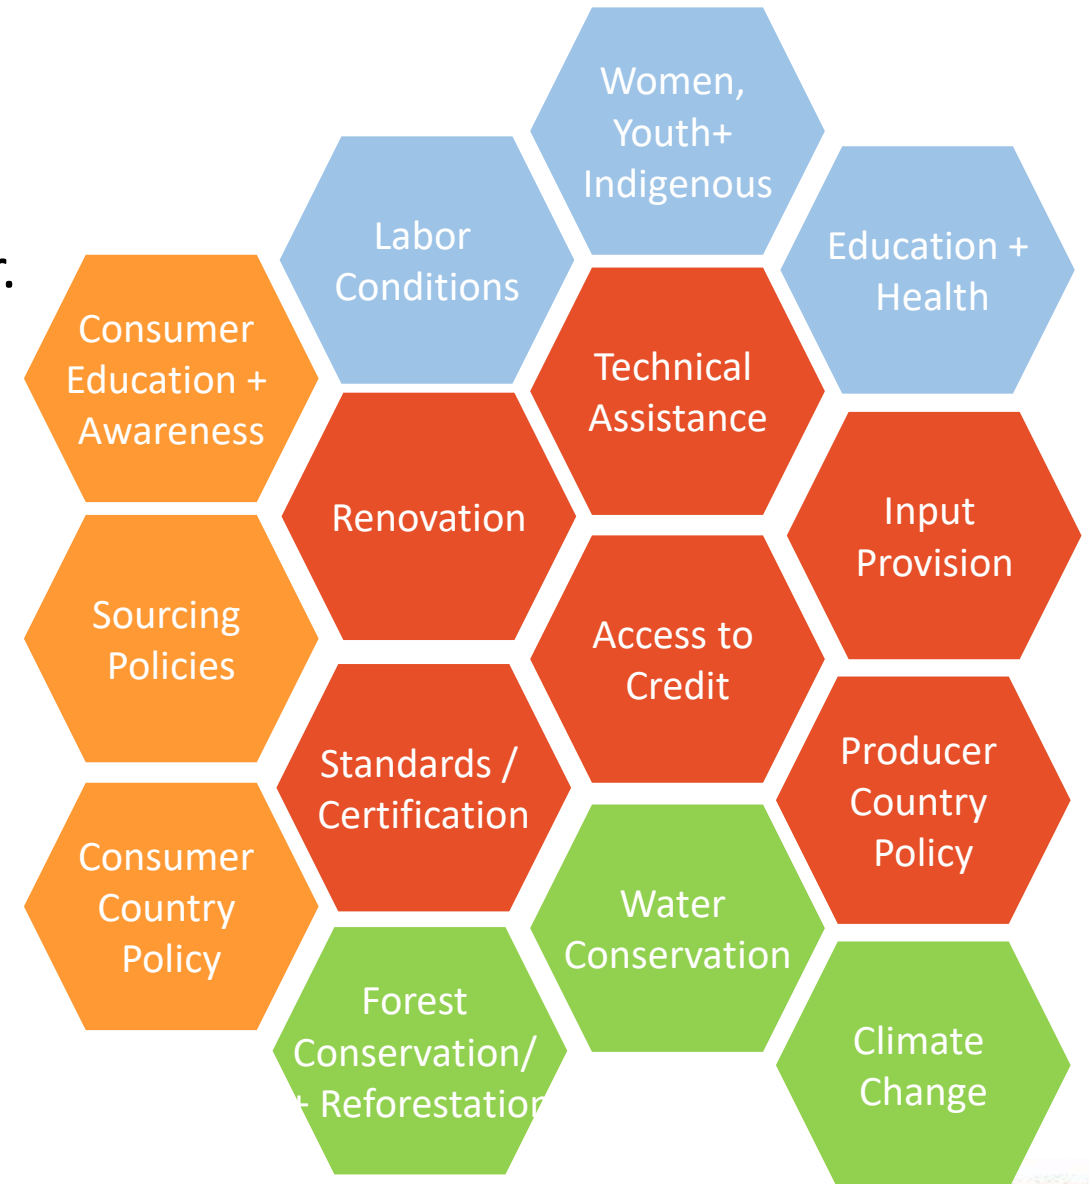 Women,
Youth+
Indigenous
Labor
Conditions
Education +
Health
r.
Consumer
Education +
Awareness
Technical
Assistance
Renovation
Input
Provision
Sourcing
Policies
Access to
Credit
Standards /
Certification
Producer
Country
Policy
Consumer
Country
Policy
Water
Conservation
Forest
Conservation/
+ Reforestation
Climate
Change